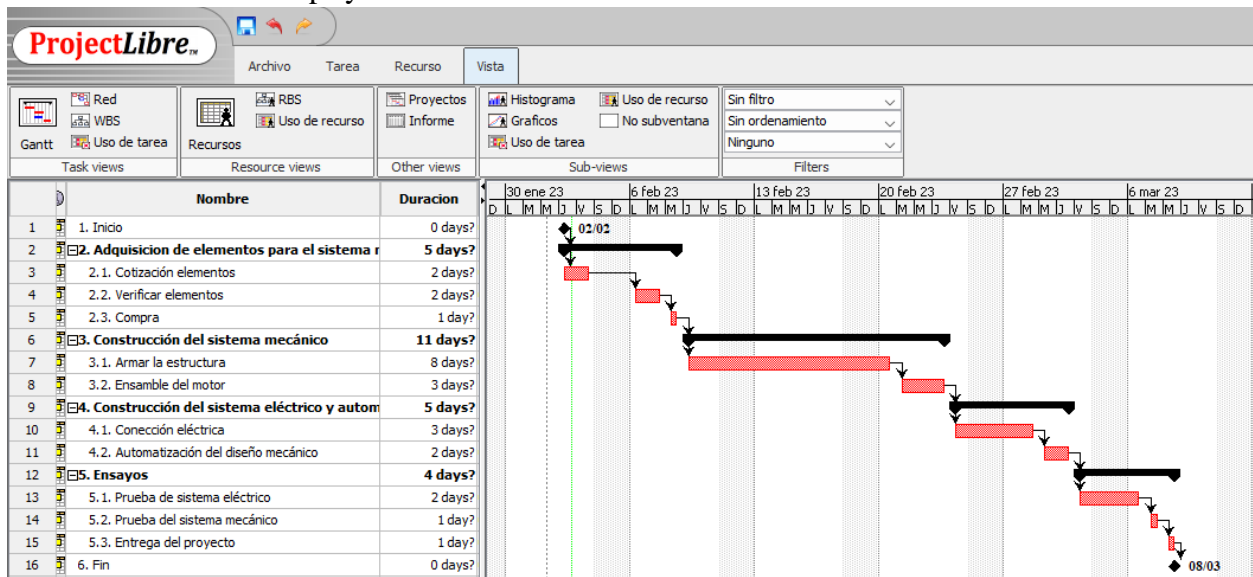 ProjectLibre™
Archivo Tarea Recurso Vista
Red
WBS
Uso de tarea
Gantt
Task views
RBS
Uso de recurso
Recursos
Resource views
Proyectos
Informe
Other views
Histograma
Graficos
Uso de tarea
Uso de recurso
No subventana
Sub-views
Sin filtro
Sin ordenamiento
Ninguno
Filters
Nombre Duracion
30 ene 23 6 feb 23 13 feb 23 20 feb 23 27 feb 23 6 mar 23
D L M M J V S D L M M J V S D L M M J V S D L M M J V S D L M M J V S D L M M J V S D
1 1. Inicio 0 days? 02/02
2 2. Adquisicion de elementos para el sistema 5 days?
3 2.1. Cotización elementos 2 days?
4 2.2. Verificar elementos 2 days?
5 2.3. Compra 1 day?
6 3. Construcción del sistema mecánico 11 days?
7 3.1. Armar la estructura 8 days?
8 3.2. Ensamble del motor 3 days?
9 4. Construcción del sistema eléctrico y autom 5 days?
10 4.1. Conección eléctrica 3 days?
11 4.2. Automatización del diseño mecánico 2 days?
12 5. Ensayos 4 days?
13 5.1. Prueba de sistema eléctrico 2 days?
14 5.2. Prueba del sistema mecánico 1 day?
15 5.3. Entrega del proyecto 1 day?
16 6. Fin 0 days? 08/03